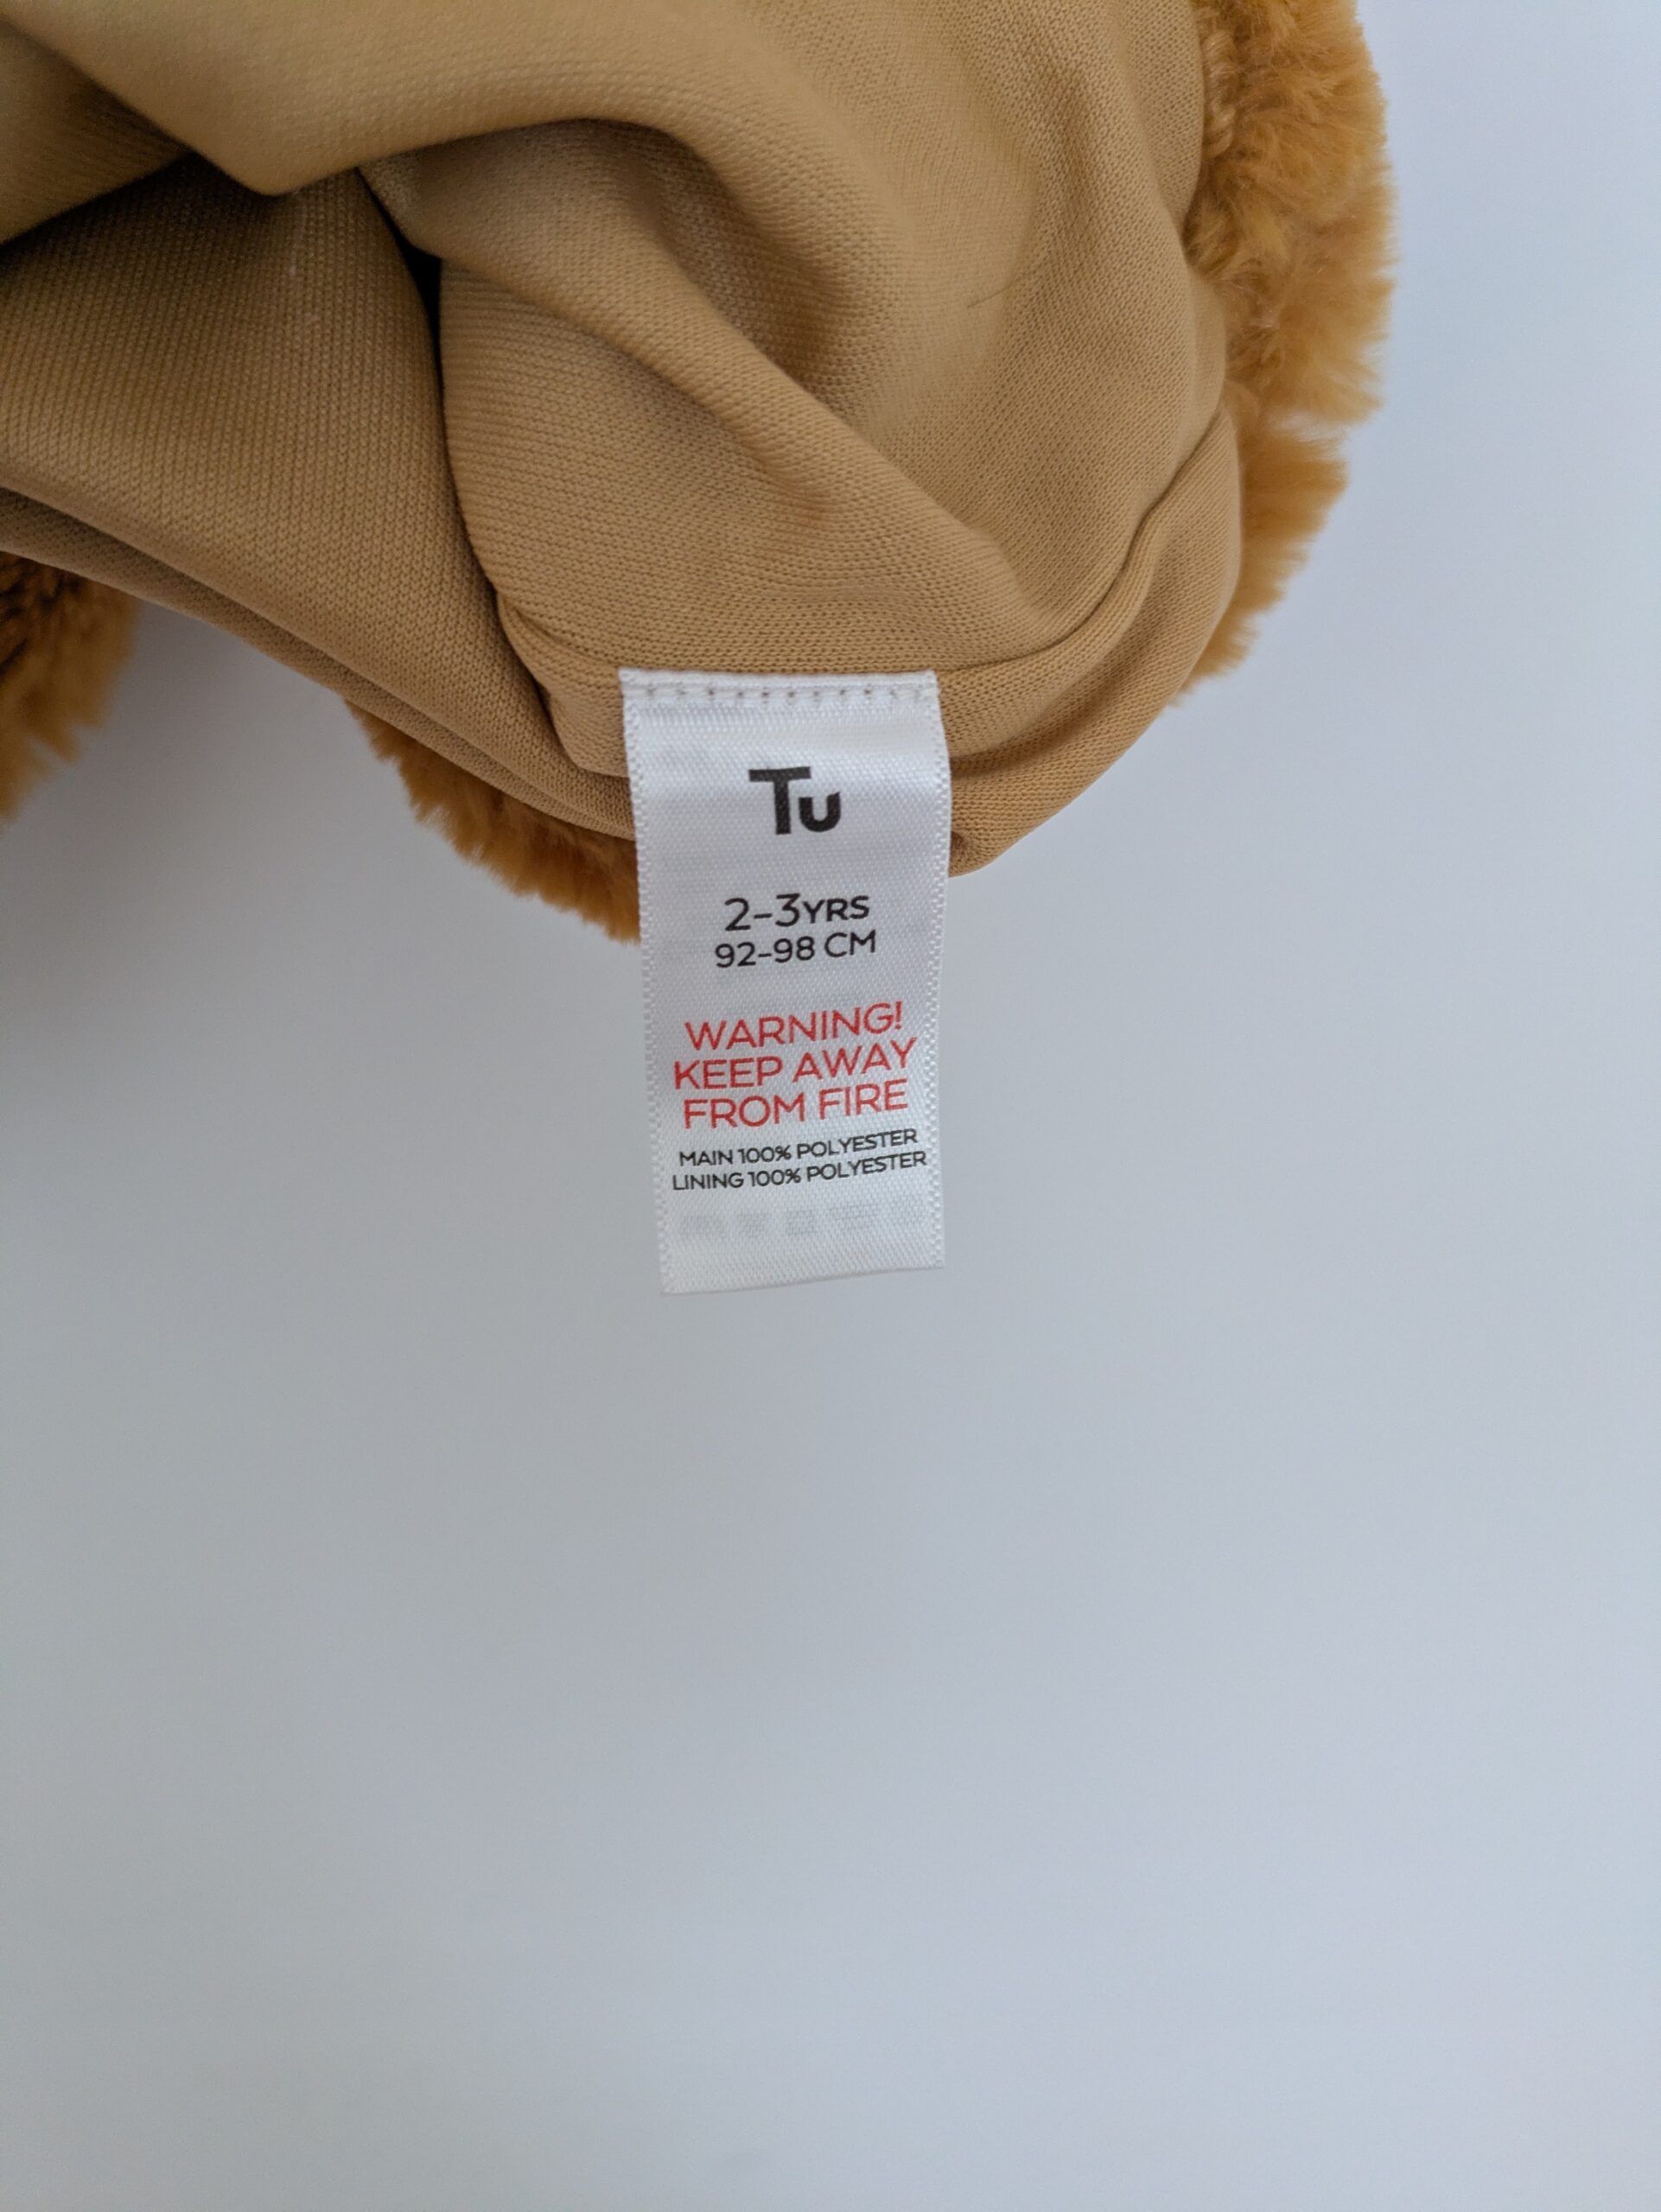 Tu
2-3YRS
92-98 CM
WARNING!
KEEP AWAY
FROM FIRE
MAIN 100% POLYESTER
LINING 100% POLYESTER